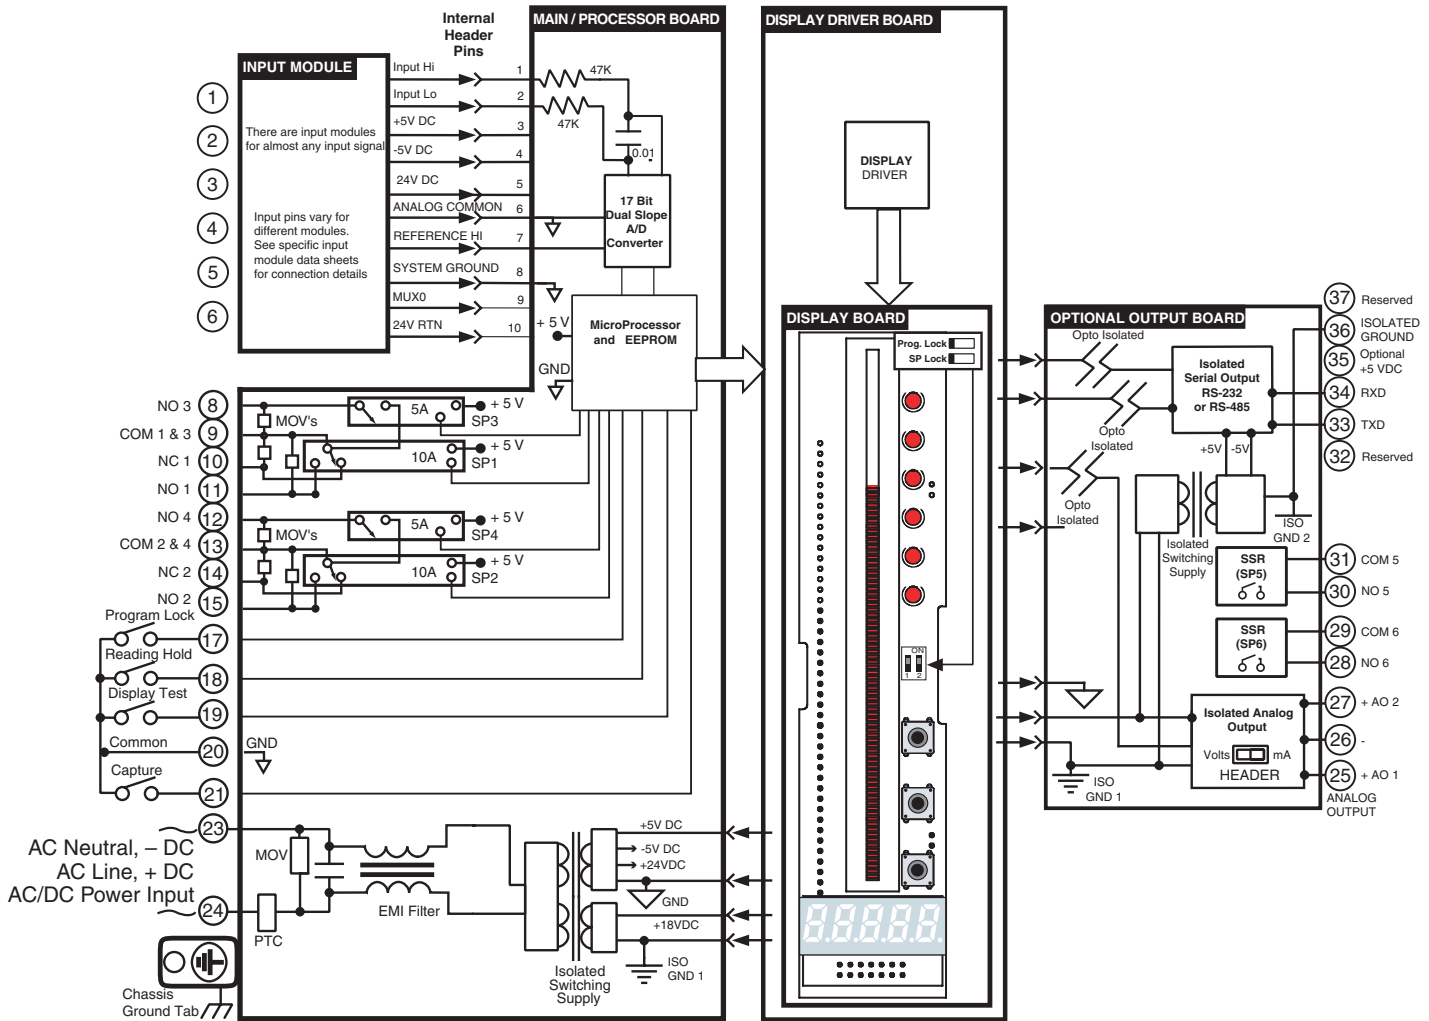 Internal
Header
Pins
MAIN / PROCESSOR BOARD
DISPLAY DRIVER BOARD
INPUT MODULE
1
2
3
4
5
6
There are input modules
for almost any input signal
Input pins vary for
different modules.
See specific input
module data sheets
for connection details
Input Hi
1
Input Lo
2
+5V DC
3
-5V DC
4
24V DC
5
ANALOG COMMON
6
REFERENCE HI
7
SYSTEM GROUND
8
MUX0
9
24V RTN
10
47K
47K
0.01
17 Bit
Dual Slope
A/D
Converter
+ 5 V
GND
MicroProcessor
and EEPROM
DISPLAY
DRIVER
DISPLAY BOARD
Prog. Lock
SP Lock
ON
1 2
OPTIONAL OUTPUT BOARD
Opto Isolated
Opto
Isolated
Opto
Isolated
Isolated
Serial Output
RS-232
or RS-485
+5V
-5V
Isolated
Switching
Supply
ISO
GND 2
SSR
(SP5)
SSR
(SP6)
Isolated Analog
Output
Volts
mA
HEADER
ISO
GND 1
37 Reserved
36 ISOLATED
GROUND
35 Optional
+5 VDC
34 RXD
33 TXD
32 Reserved
31 COM 5
30 NO 5
29 COM 6
28 NO 6
27 + AO 2
26 -
25 + AO 1
ANALOG
OUTPUT
NO 3 8
COM 1 & 3 9
NC 1 10
NO 1 11
NO 4 12
COM 2 & 4 13
NC 2 14
NO 2 15
MOV's
5A
+ 5 V
SP3
10A
+ 5 V
SP1
MOV's
5A
+ 5 V
SP4
10A
+ 5 V
SP2
Program Lock
17
Reading Hold
18
Display Test
19
Common
20
GND
Capture
21
23
AC Neutral, – DC
AC Line, + DC
AC/DC Power Input
24
MOV
PTC
EMI Filter
Isolated
Switching
Supply
+5V DC
-5V DC
+24VDC
GND
+18VDC
ISO
GND 1
Chassis
Ground Tab
8.8.8.8.8.